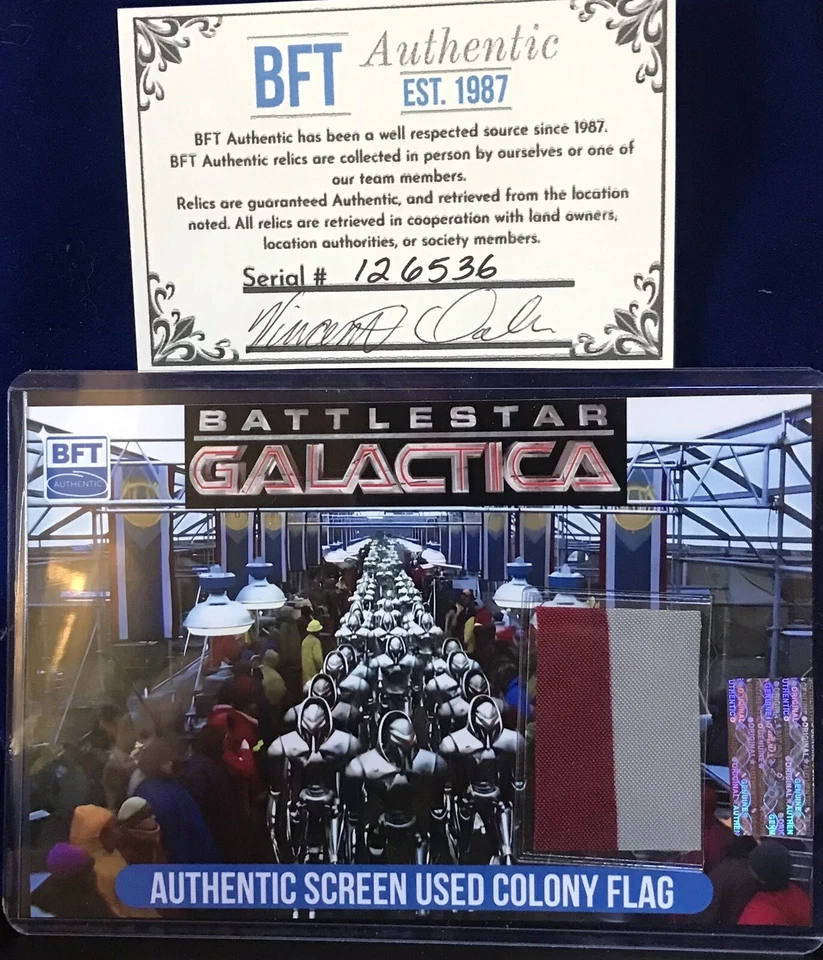 BFT Authentic
EST. 1987
BFT Authentic has been a well respected source since 1987.
BFT Authentic relics are collected in person by ourselves or one of
our team members.
Relics are guaranteed Authentic, and retrieved from the location
noted. All relics are retrieved in cooperation with land owners,
location authorities, or society members.
Serial # 126536
BATTLESTAR
GALACTICA
BFT
AUTHENTIC
AUTHENTIC SCREEN USED COLONY FLAG